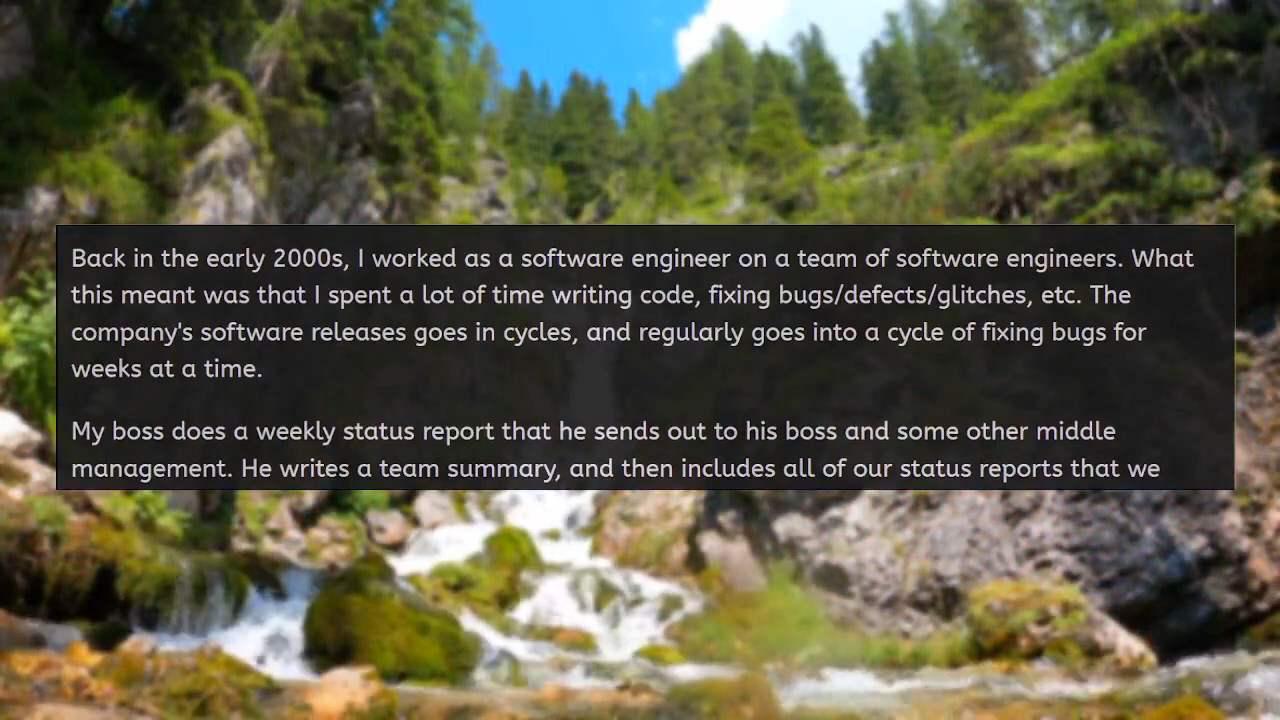 Back in the early 2000s, I worked as a software engineer on a team of software engineers. What
this meant was that I spent a lot of time writing code, fixing bugs/defects/glitches, etc. The
company's software releases goes in cycles, and regularly goes into a cycle of fixing bugs for
weeks at a time.
My boss does a weekly status report that he sends out to his boss and some other middle
management. He writes a team summary, and then includes all of our status reports that we